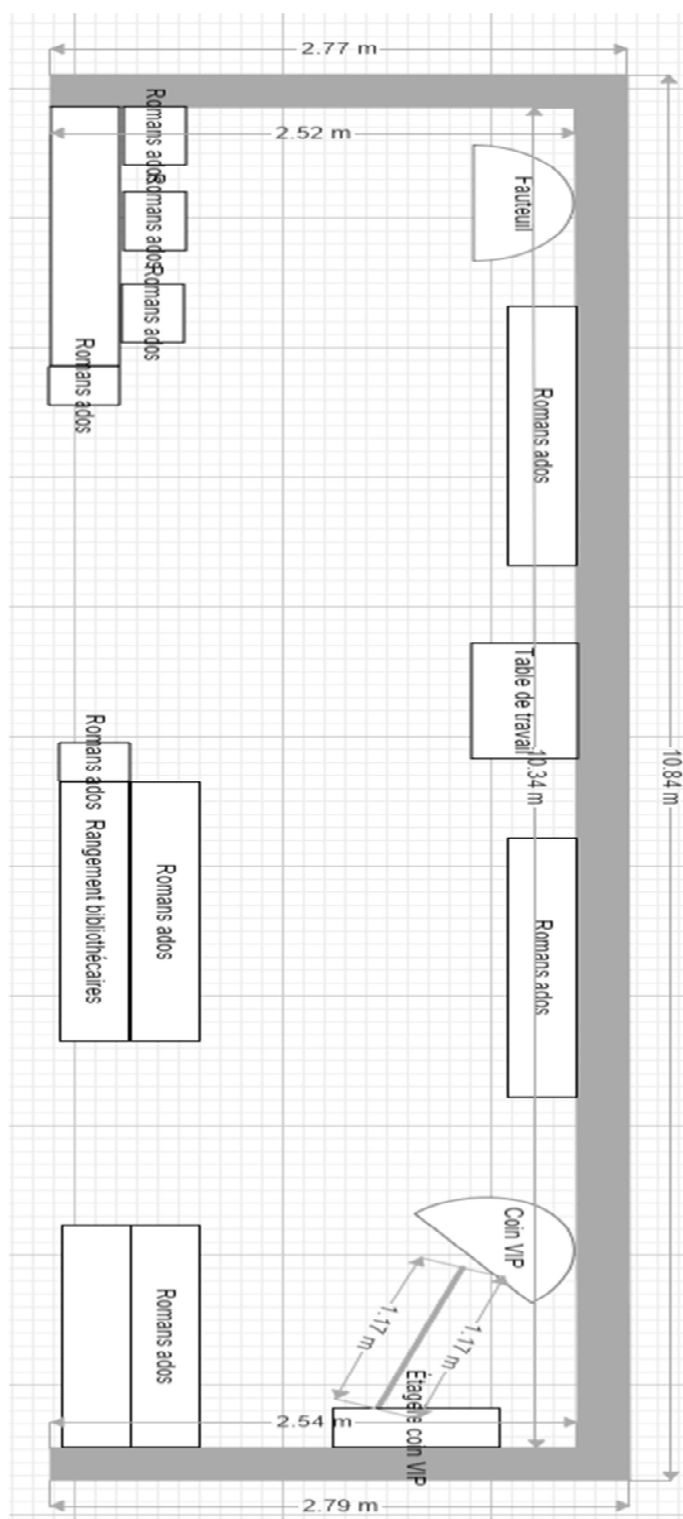 2.77 m
2.52 m
Romans ados
Romans ados
Romans ados
Fauteuil
Romans ados
Romans ados
Table de travail
10.34 m
10.84 m
Romans ados
Rangement bibliothécaires
Romans ados
Romans ados
Coin VIP
1.17 m
1.17 m
Romans ados
Étagère coin VIP
2.54 m
2.79 m